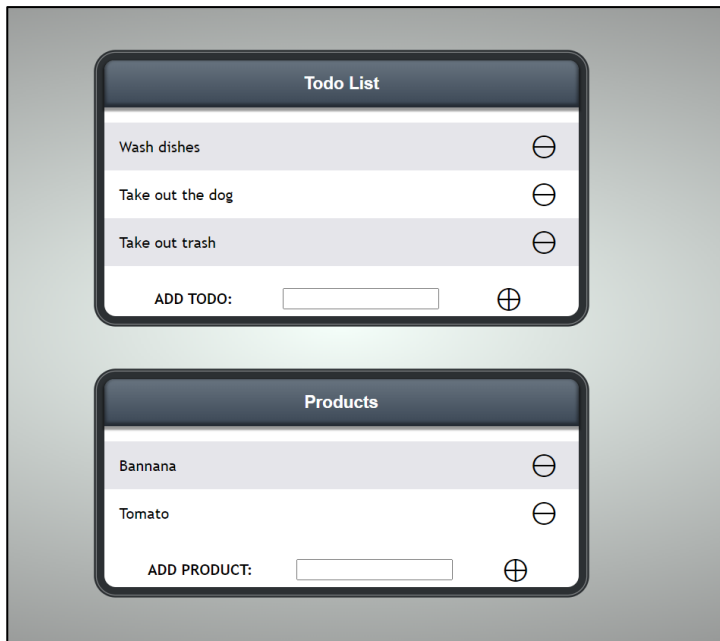 Todo List
Wash dishes
Take out the dog
Take out trash
ADD TODO:
Products
Bannana
Tomato
ADD PRODUCT: